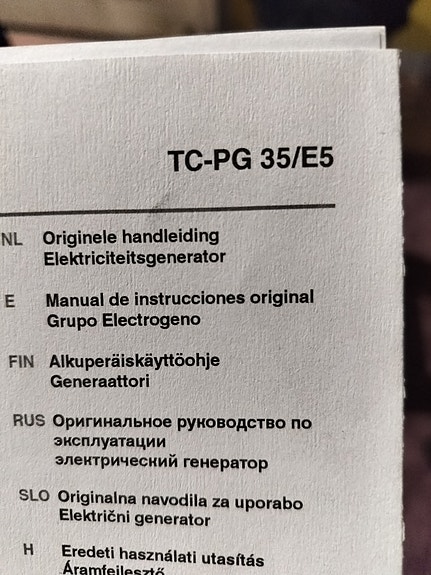 TC-PG 35/E5
NL Originele handleiding
Elektriciteitsgenerator
E Manual de instrucciones original
Grupo Electrogeno
FIN Alkuperäiskäyttöohje
Generaattori
RUS Оригинальное руководство по
эксплуатации
электрический генератор
SLO Originalna navodila za uporabo
Električni generator
H Eredeti használati utasítás
Áramfejlesztő